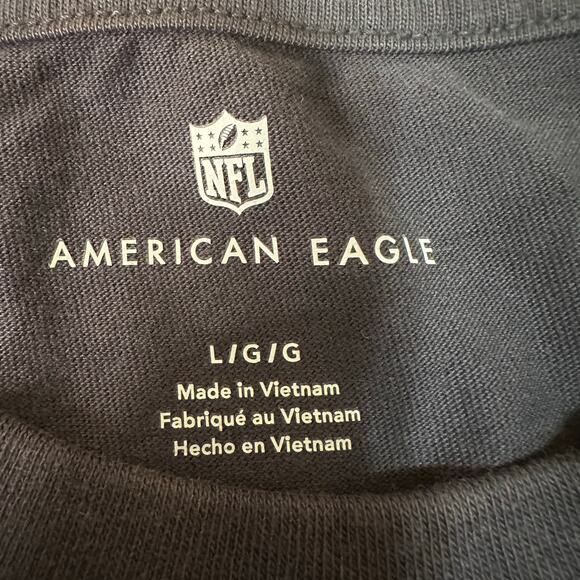 NFL
AMERICAN EAGLE
L/G/G
Made in Vietnam
Fabriqué au Vietnam
Hecho en Vietnam